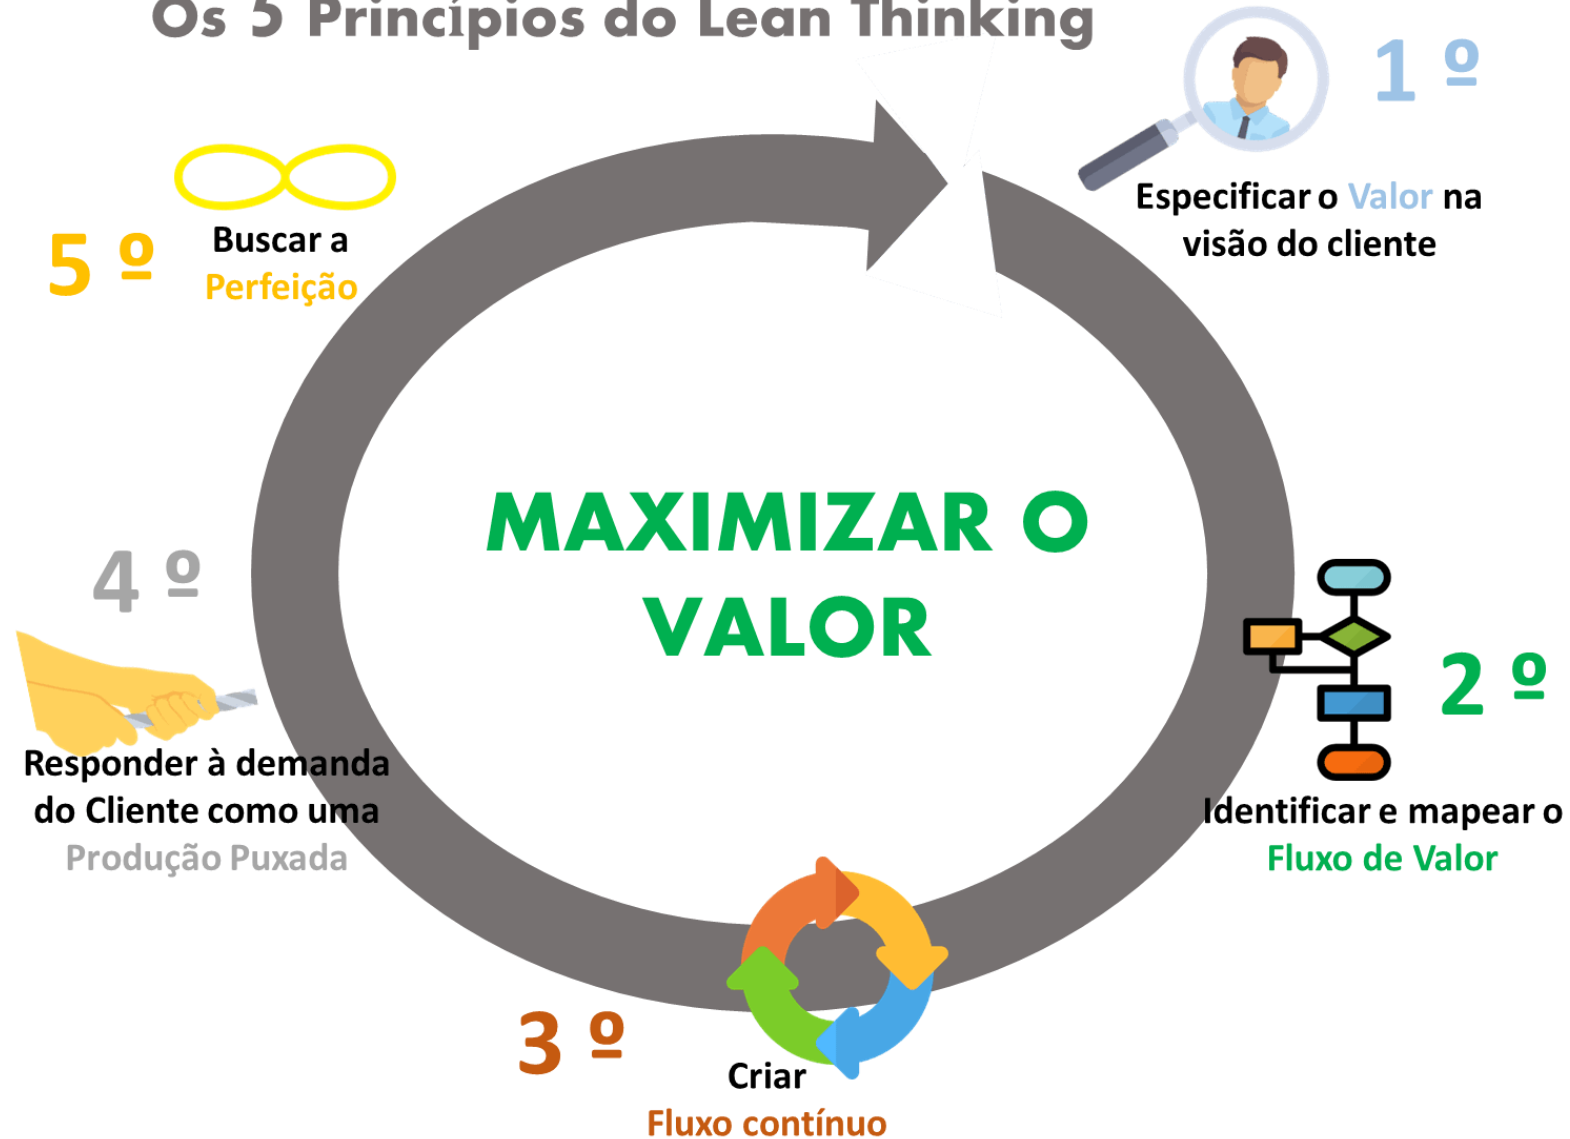 Os 5 Princípios do Lean Thinking
1 º
Especificar o Valor na
visão do cliente
2 º
Identificar e mapear o
Fluxo de Valor
3 º
Criar
Fluxo contínuo
4 º
Responder à demanda
do Cliente como uma
Produção Puxada
5 º
Buscar a
Perfeição
MAXIMIZAR O
VALOR